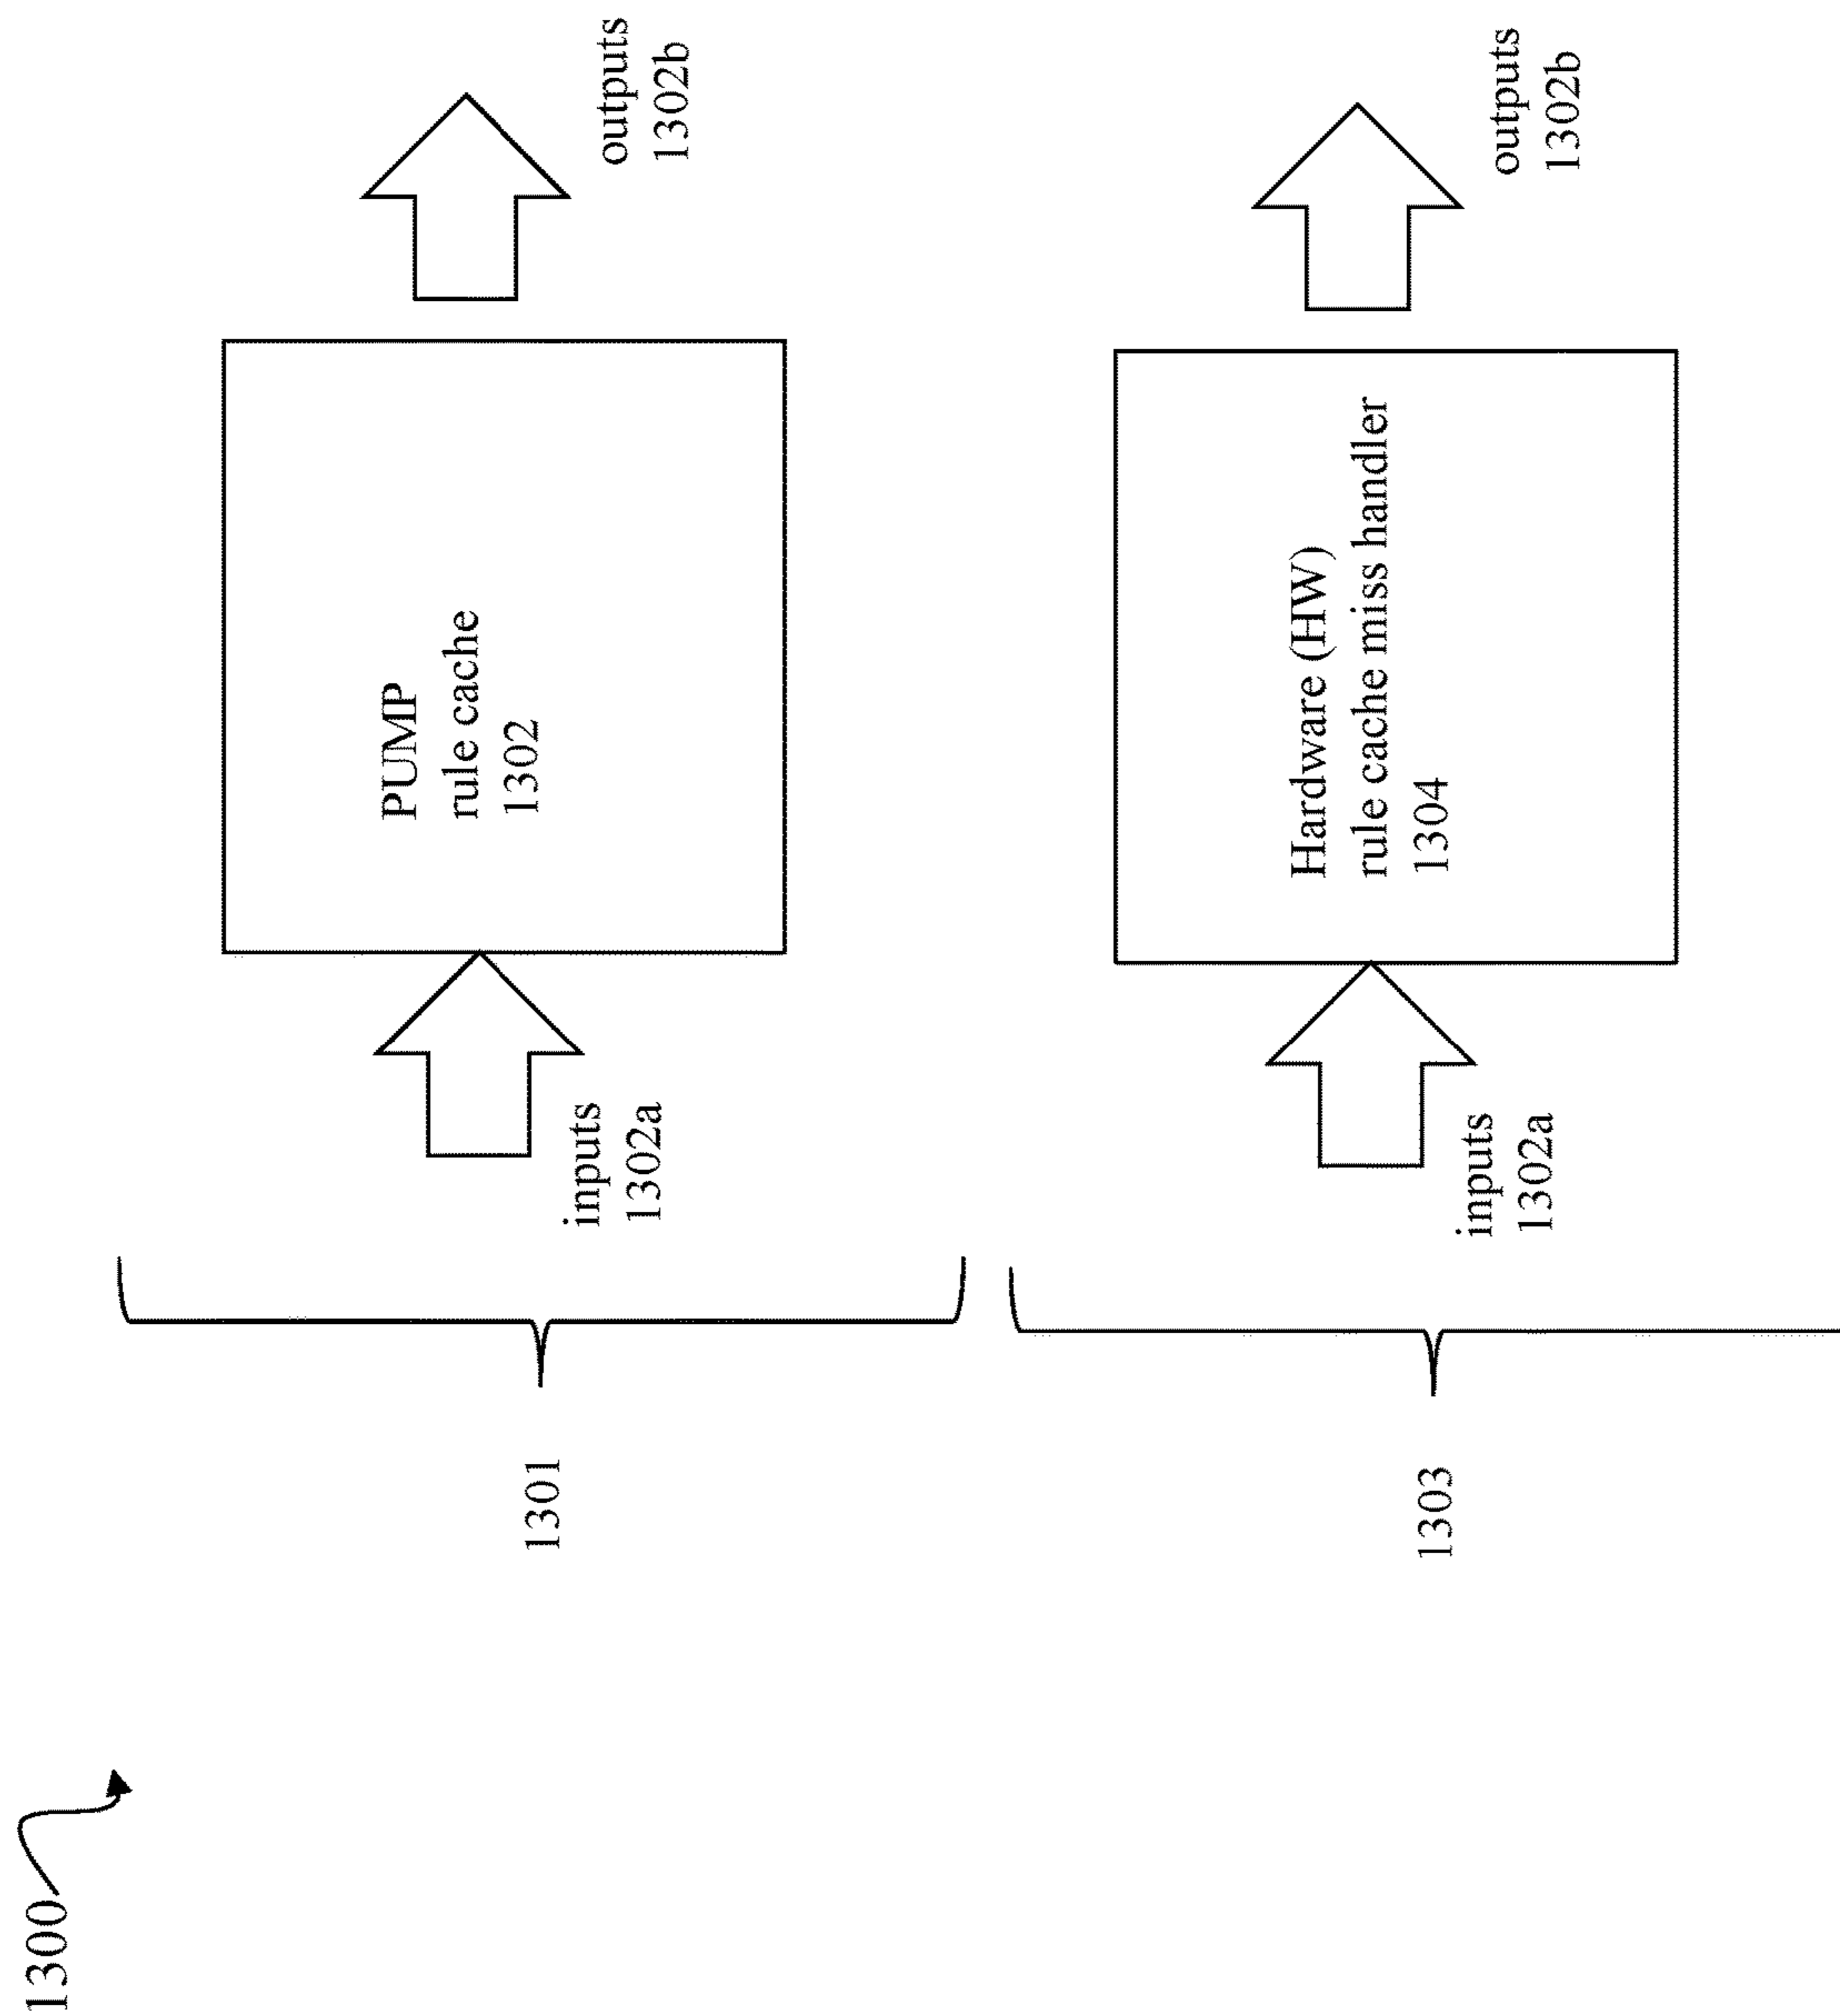 1300
1301
inputs
1302a
PUMP
rule cache
1302
outputs
1302b
1303
inputs
1302a
Hardware (HW)
rule cache miss handler
1304
outputs
1302b